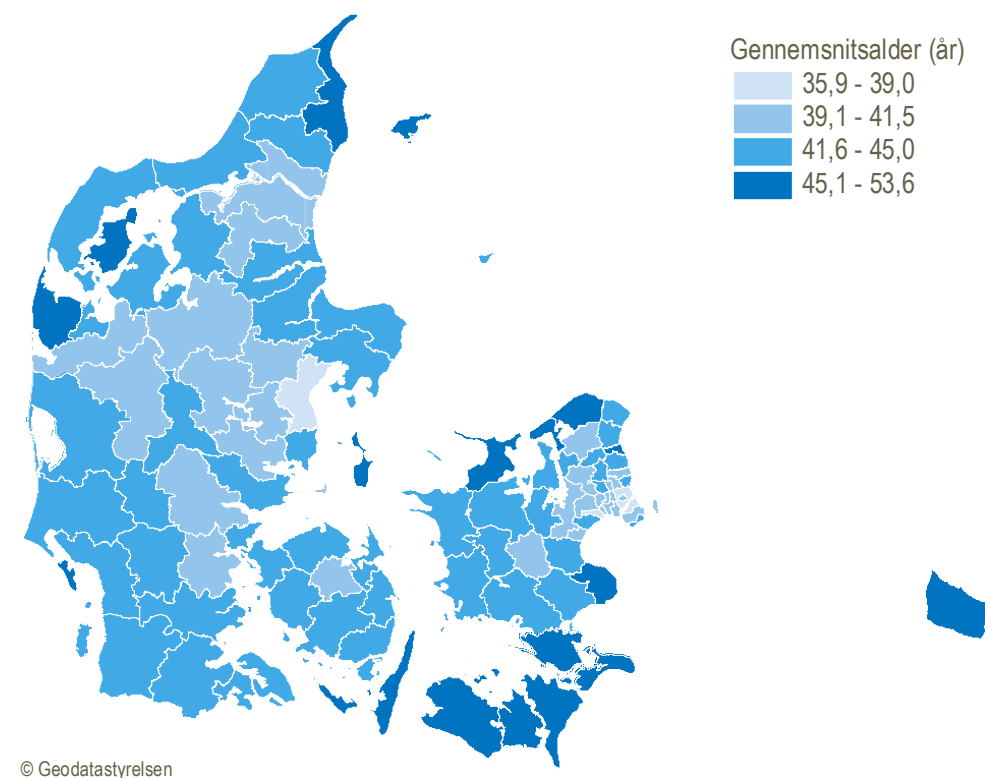 Gennemsnitsalder (år)
35,9 - 39,0
39,1 - 41,5
41,6 - 45,0
45,1 - 53,6
© Geodatastyrelsen